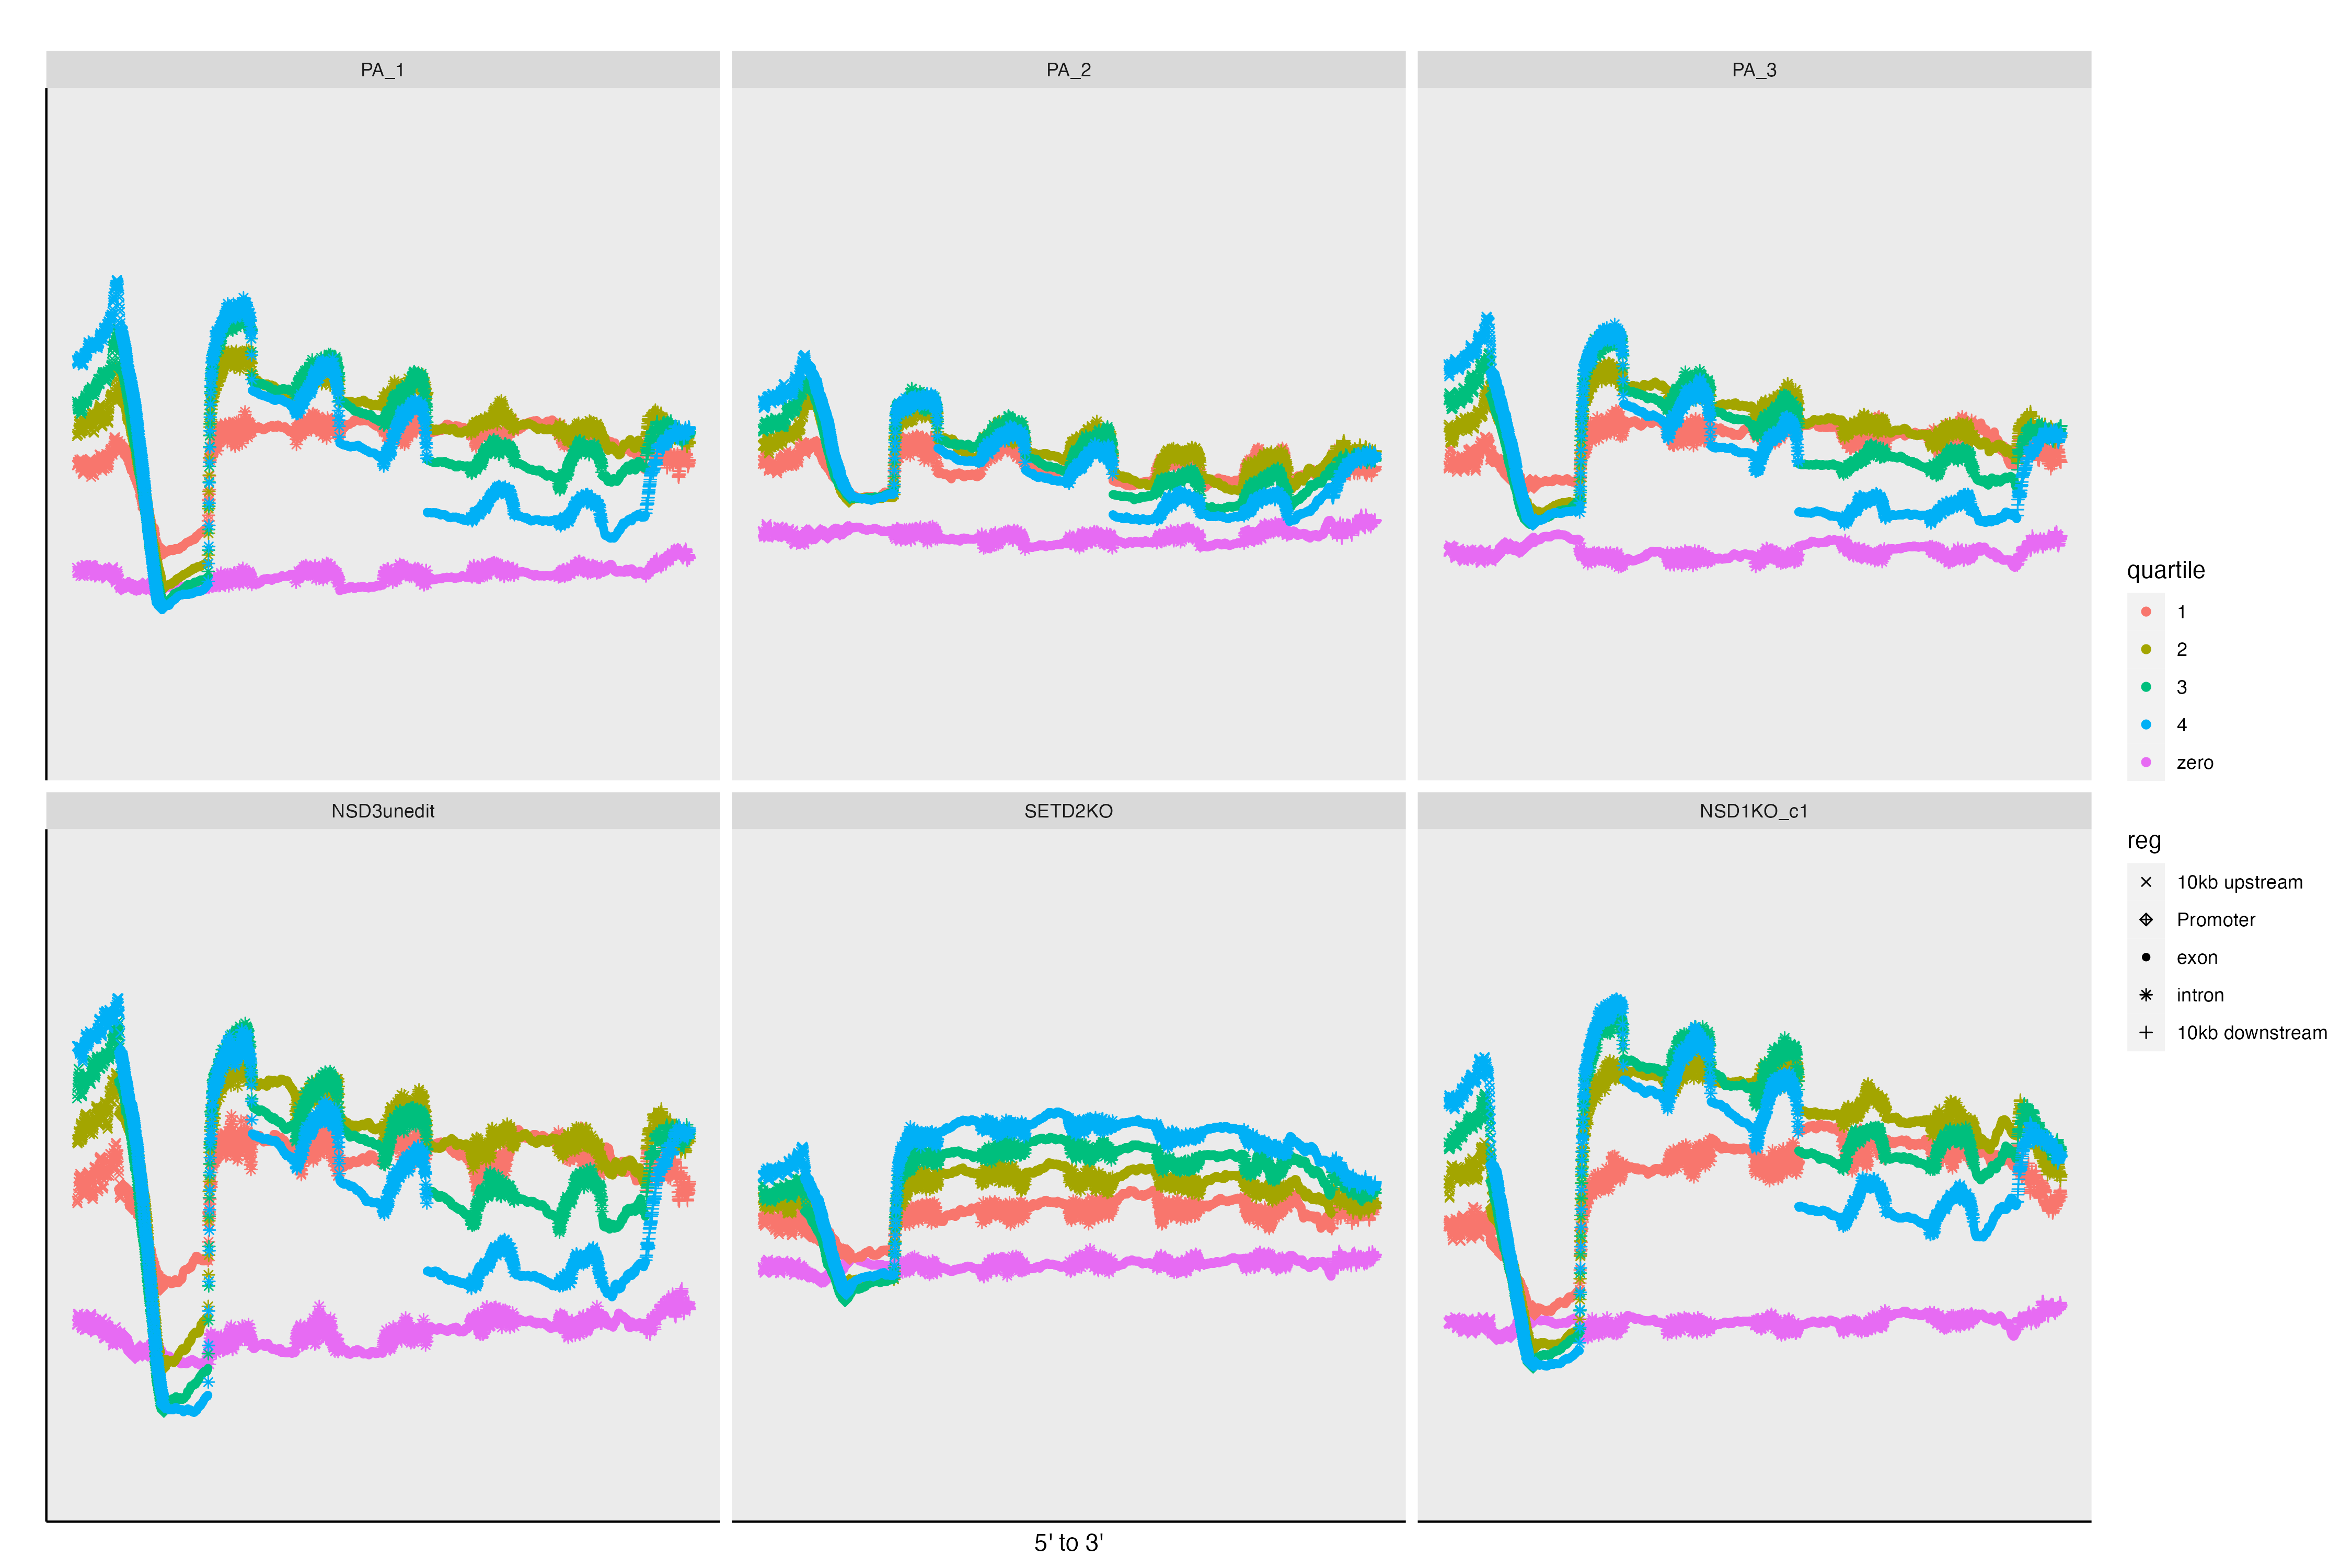 PA_1
PA_2
PA_3
NSD3unedit
SETD2KO
NSD1KO_c1
5' to 3'
quartile
1
2
3
4
zero
reg
10kb upstream
Promoter
exon
intron
10kb downstream